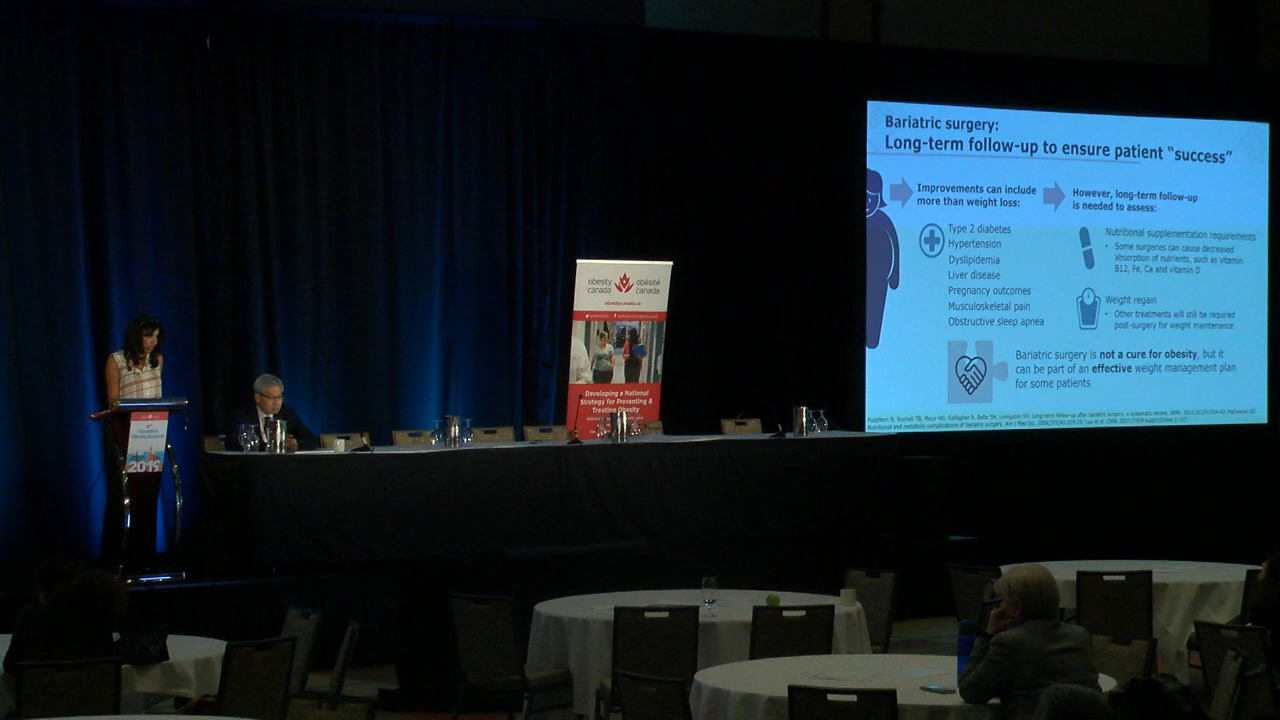 Bariatric surgery:
Long-term follow-up to ensure patient “success”
Improvements can include
more than weight loss:
Type 2 diabetes
Hypertension
Dyslipidemia
Liver disease
Pregnancy outcomes
Musculoskeletal pain
Obstructive sleep apnea
However, long-term follow-up
is needed to assess:
Nutritional supplementation requirements
• Some surgeries can cause decreased
absorption of nutrients, such as vitamin
B12, Fe, Ca and vitamin D
Weight regain
• Other treatments will still be required
post-surgery for weight maintenance
Bariatric surgery is not a cure for obesity, but it
can be part of an effective weight management plan
for some patients
obesity
canada
obésité
canada
obesitycanada.ca
Developing a National
Strategy for Preventing &
Treating Obesity
Canadian
Obesity Summit
2019